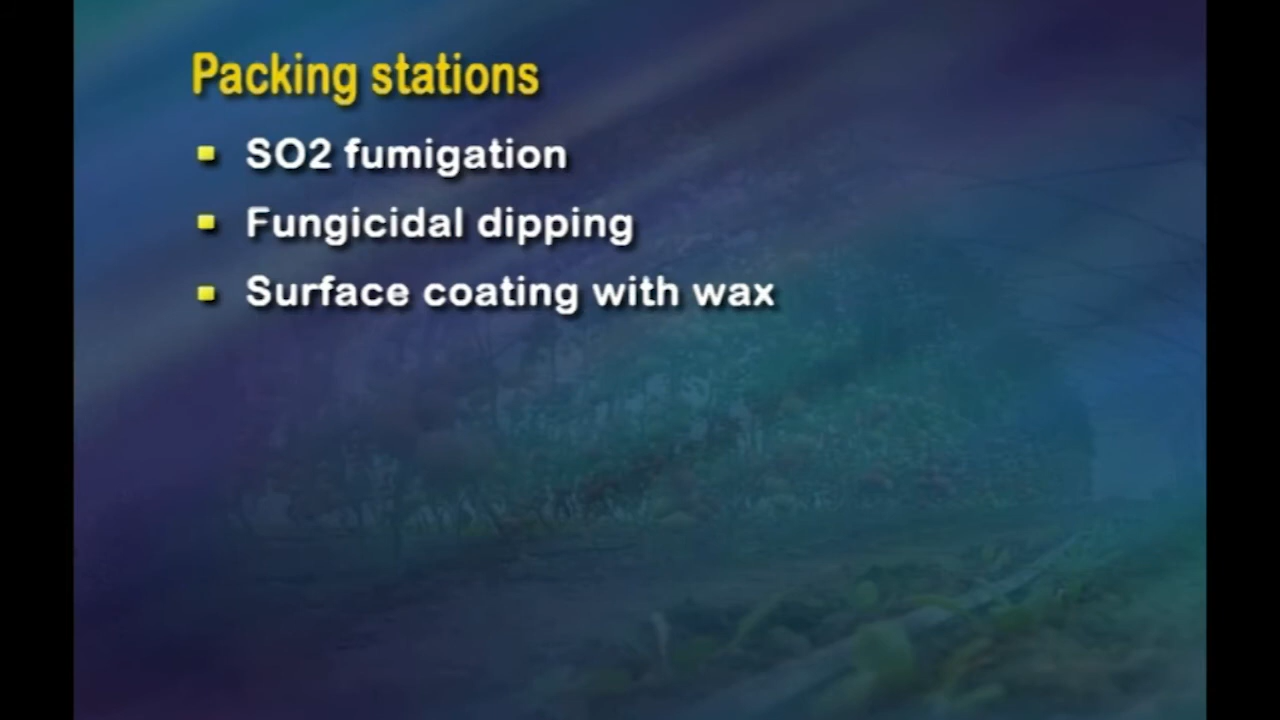 Packing stations
SO2 fumigation
Fungicidal dipping
Surface coating with wax